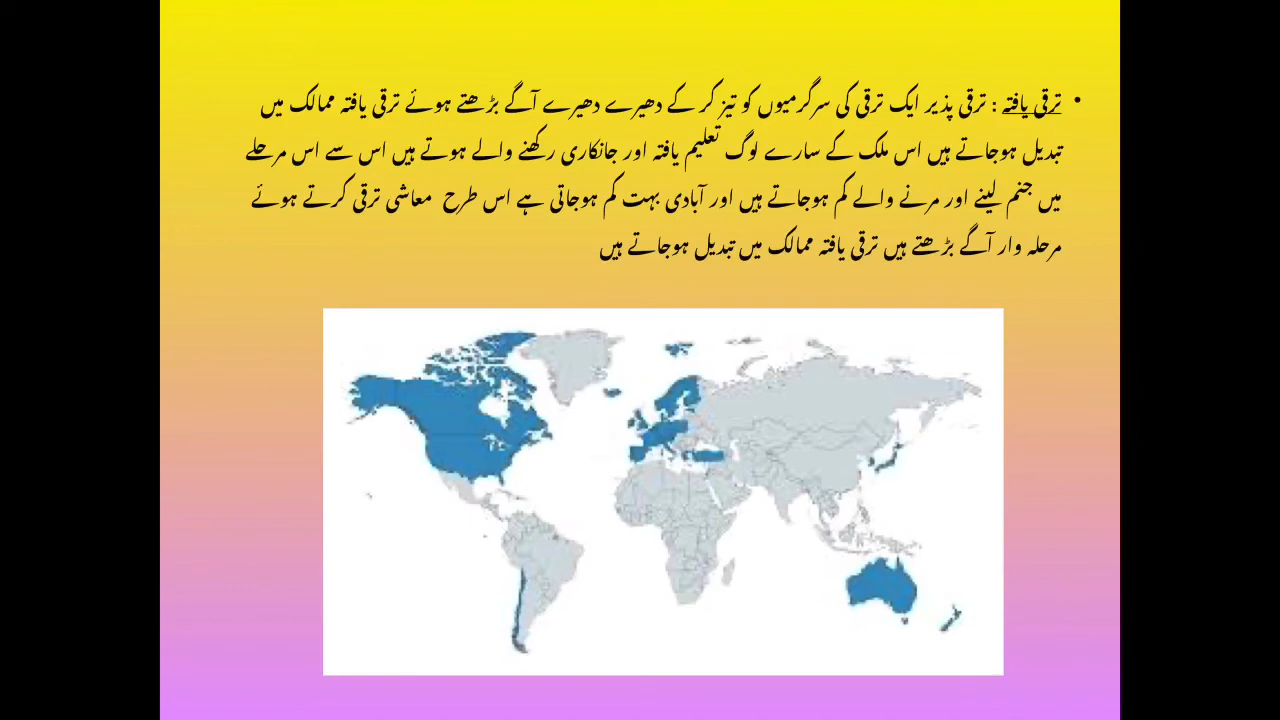 • ترقی یافتہ : ترقی پذیر ایک ترقی کی سرگرمیوں کو تیز کر کے دھیرے دھیرے آگے بڑھتے ہوئے ترقی یافتہ ممالک میں
تبدیل ہوجاتے ہیں اس ملک کے سارے لوگ تعلیم یافتہ اور جانکاری رکھنے والے ہوتے ہیں اس سے اس مرحلے
میں جنم لینے اور مرنے والے کم ہوجاتے ہیں اور آبادی بہت کم ہوجاتی ہے اس طرح معاشی ترقی کرتے ہوئے
مرحلہ وار آگے بڑھتے ہیں ترقی یافتہ ممالک میں تبدیل ہوجاتے ہیں